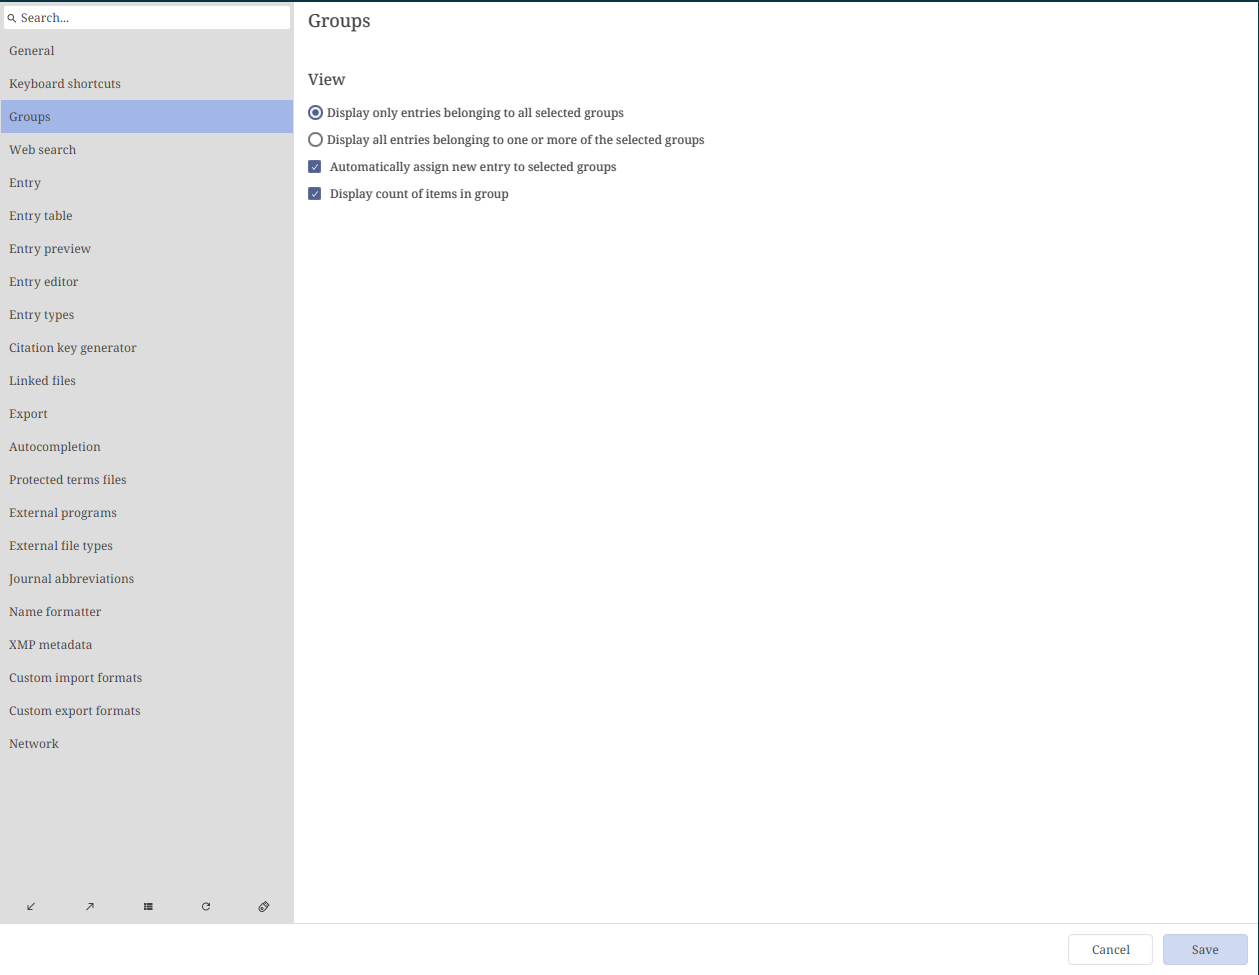 Search...
General
Keyboard shortcuts
Groups
Web search
Entry
Entry table
Entry preview
Entry editor
Entry types
Citation key generator
Linked files
Export
Autocompletion
Protected terms files
External programs
External file types
Journal abbreviations
Name formatter
XMP metadata
Custom import formats
Custom export formats
Network
Groups
View
Display only entries belonging to all selected groups
Display all entries belonging to one or more of the selected groups
Automatically assign new entry to selected groups
Display count of items in group
Cancel
Save